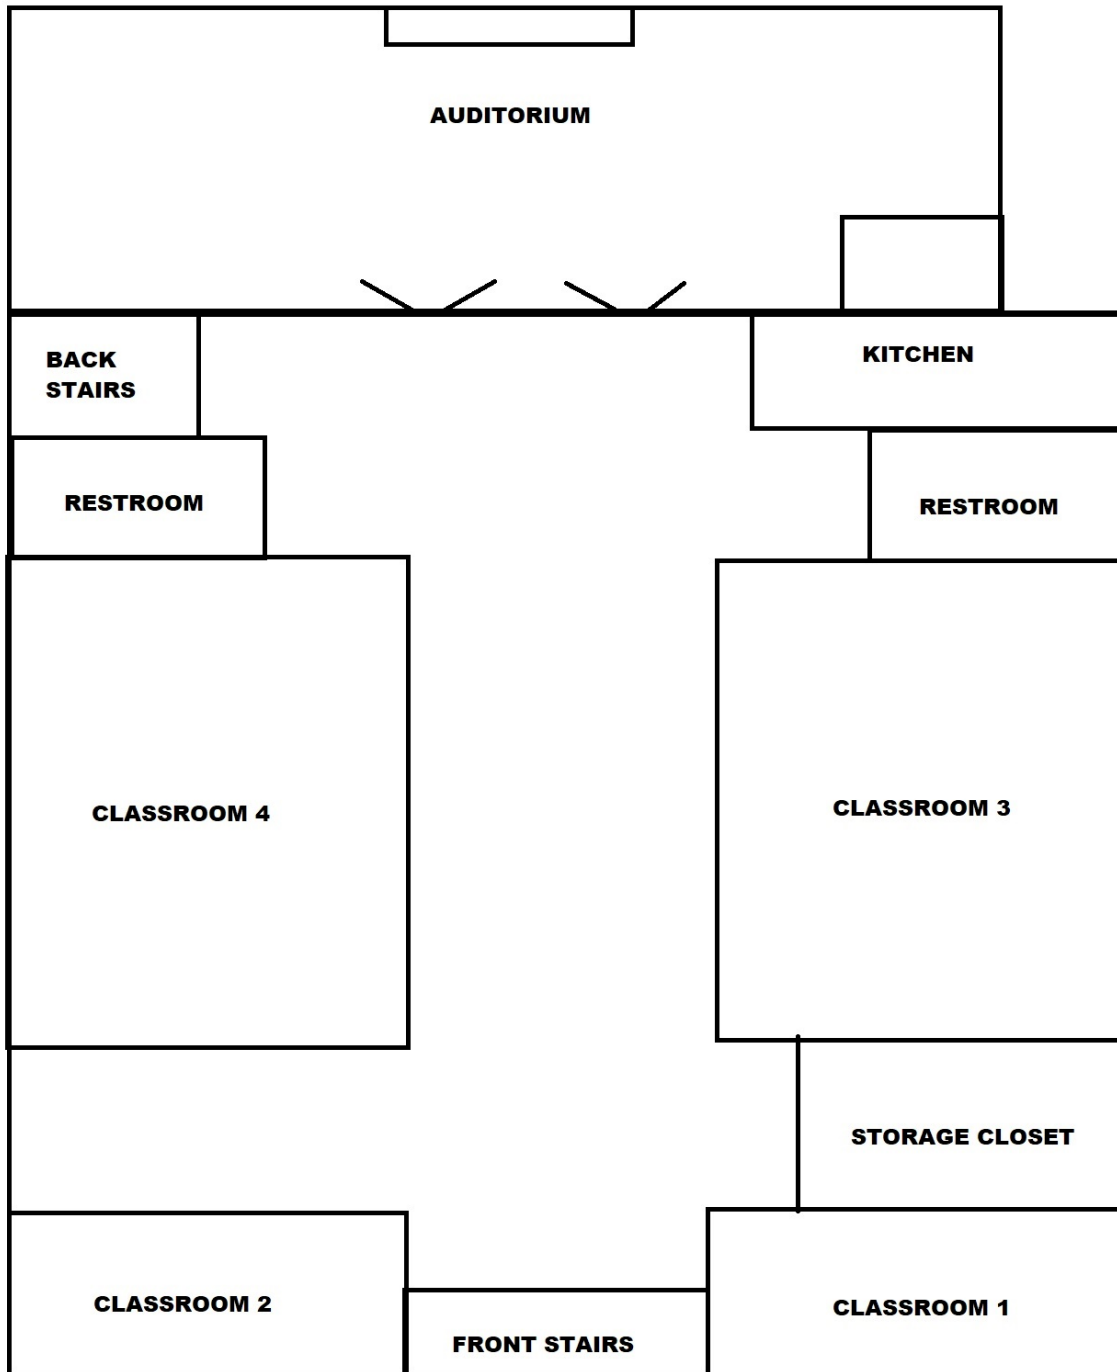 AUDITORIUM
BACK
STAIRS
KITCHEN
RESTROOM
RESTROOM
CLASSROOM 4
CLASSROOM 3
STORAGE CLOSET
CLASSROOM 2
CLASSROOM 1
FRONT STAIRS